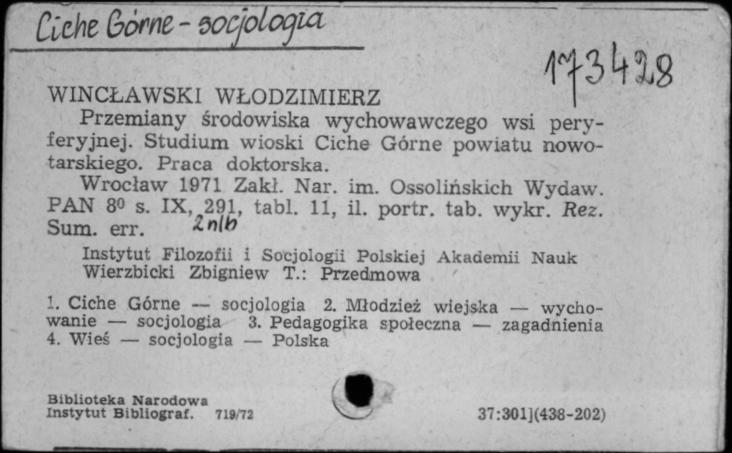 Ciche Górne - socjologia
173428
WINCŁAWSKI WŁODZIMIERZ
Przemiany środowiska wychowawczego wsi pery-
feryjnej. Studium wioski Ciche Górne powiatu nowo-
tarskiego. Praca doktorska.
Wrocław 1971 Zakł. Nar. im. Ossolińskich Wydaw.
PAN 8⁰ s. IX, 291, tabl. 11, il. portr. tab. wykr. Rez.
Sum. err. 2 nlb
Instytut Filozofii i Socjologii Polskiej Akademii Nauk
Wierzbicki Zbigniew T.: Przedmowa
1. Ciche Górne — socjologia 2. Młodzież wiejska — wycho-
wanie — socjologia 3. Pedagogika społeczna — zagadnienia
4. Wieś — socjologia — Polska
Biblioteka Narodowa
Instytut Bibliograf. 719/72
37:301](438-202)